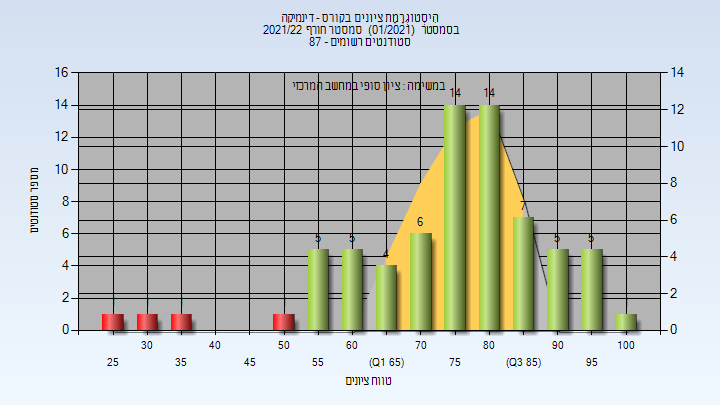 היסטוגרמת ציונים בקורס - דינמיקה
בסמסטר (01/2021) סמסטר חורף 2021/22
סטודנטים רשומים - 87
במשימה : ציון סופי במחשב המרכזי
מספר סטודנטים
16 14 12 10 8 6 4 2 0
14 12 10 8 6 4 2 0
5 5 4 6 14 14 7 5 5
30 40 50 60 70 80 90 100
25 35 45 55 (Q1 65) 75 (Q3 85) 95
טווח ציונים